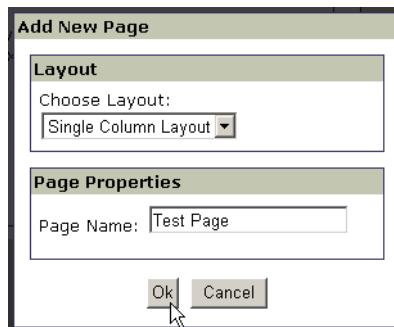 Add New Page
Layout
Choose Layout:
Single Column Layout
Page Properties
Page Name: Test Page
Ok Cancel